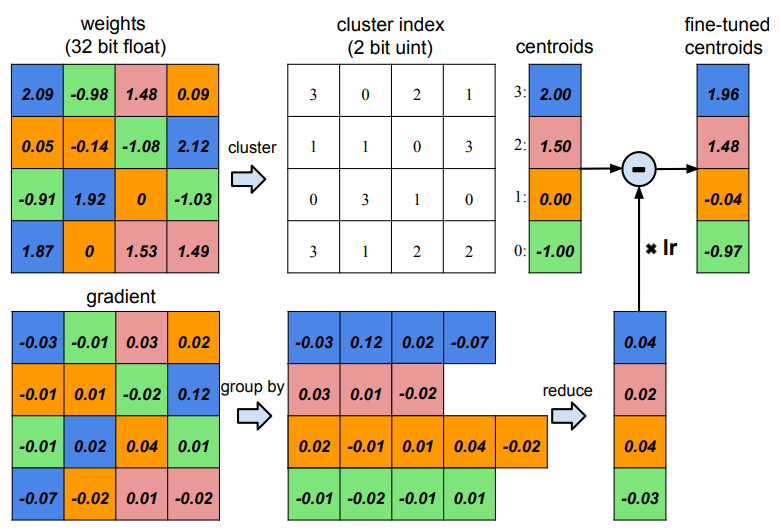 weights
(32 bit float)
cluster index
(2 bit uint)
centroids
fine-tuned
centroids
2.09 -0.98 1.48 0.09
0.05 -0.14 -1.08 2.12
-0.91 1.92 0 -1.03
1.87 0 1.53 1.49
cluster
3 0 2 1
1 1 0 3
0 3 1 0
3 1 2 2
3: 2.00
2: 1.50
1: 0.00
0: -1.00
-
× lr
1.96
1.48
-0.04
-0.97
gradient
-0.03 -0.01 0.03 0.02
-0.01 0.01 -0.02 0.12
-0.01 0.02 0.04 0.01
-0.07 -0.02 0.01 -0.02
group by
-0.03 0.12 0.02 -0.07
0.03 0.01 -0.02
0.02 -0.01 0.01 0.04 -0.02
-0.01 -0.02 -0.01 0.01
reduce
0.04
0.02
0.04
-0.03